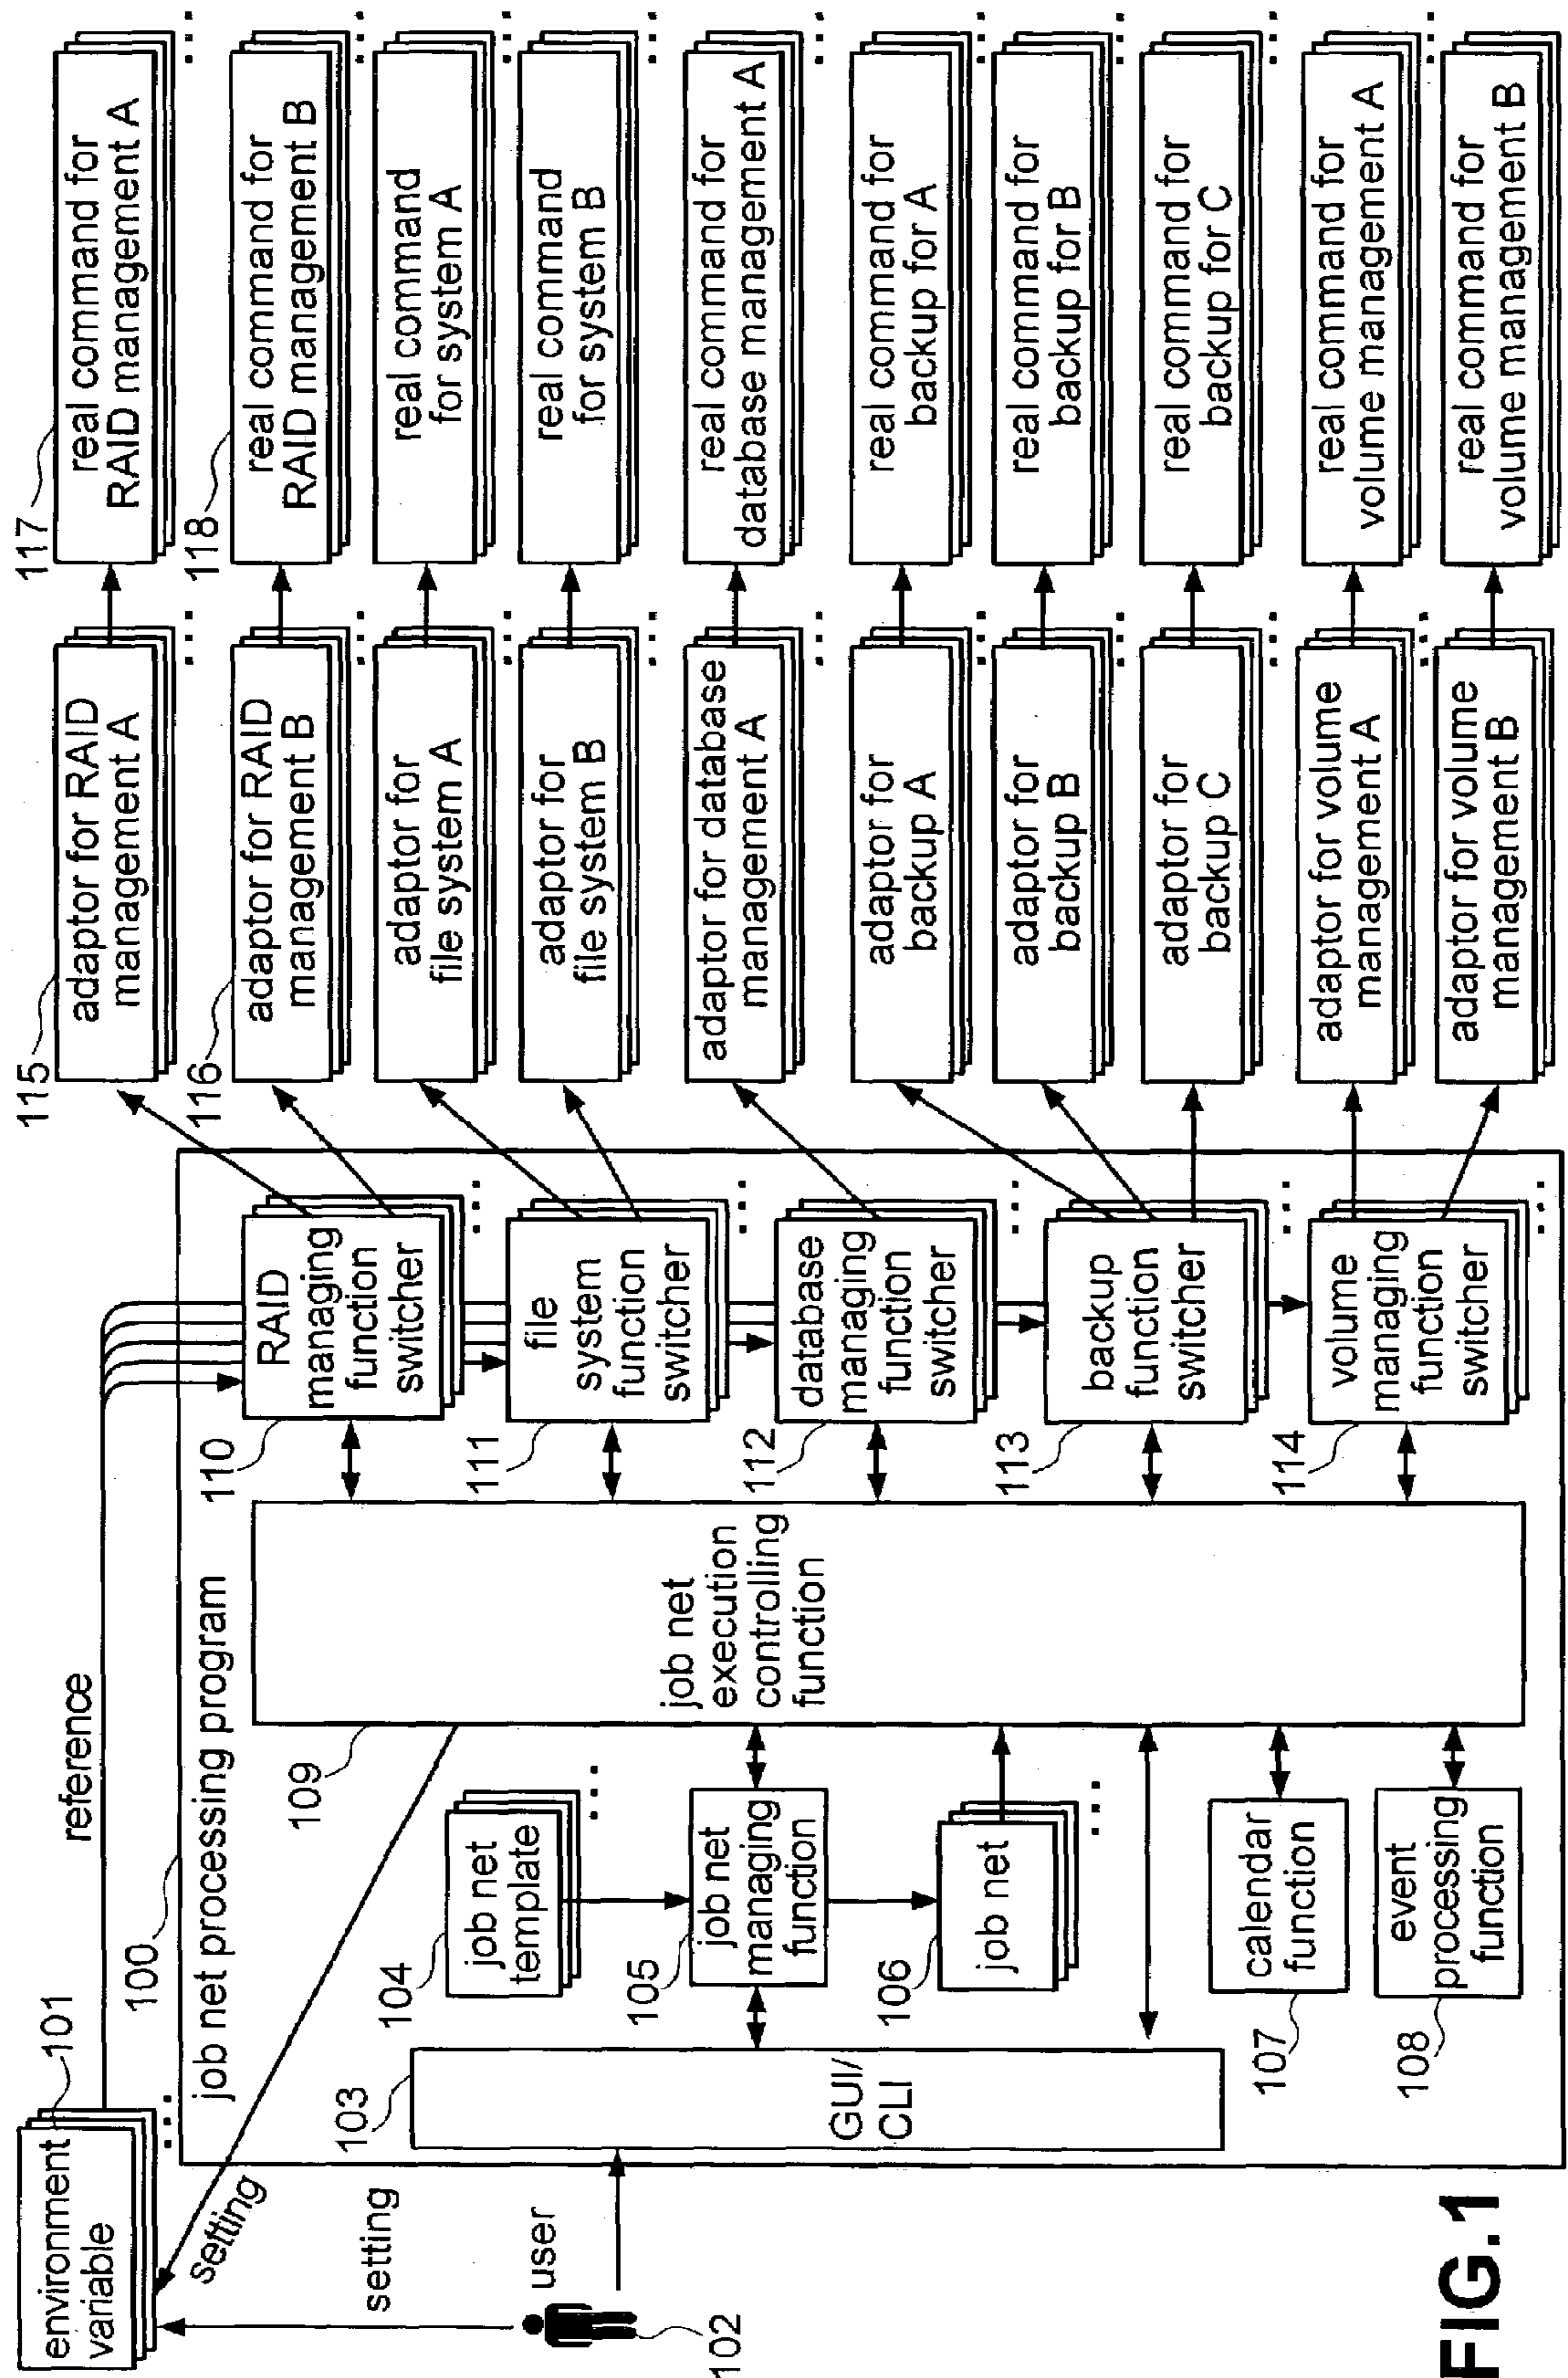 environment
variable
101
reference
setting
setting
user
102
100
job net processing program
103
GUI/
CLI
104
job net
template
105
job net
managing
function
106
job net
107
calendar
function
108
event
processing
function
109
job net
execution
controlling
function
110
RAID
managing
function
switcher
111
file
system
function
switcher
112
database
managing
function
switcher
113
backup
function
switcher
114
volume
managing
function
switcher
115
adaptor for RAID
management A
116
adaptor for RAID
management B
adaptor for
file system A
adaptor for
file system B
adaptor for database
management A
adaptor for
backup A
adaptor for
backup B
adaptor for
backup C
adaptor for volume
management A
adaptor for volume
management B
117
real command for
RAID management A
118
real command for
RAID management B
real command
for system A
real command
for system B
real command for
database management A
real command for
backup for A
real command for
backup for B
real command for
backup for C
real command for
volume management A
real command for
volume management B
FIG.1